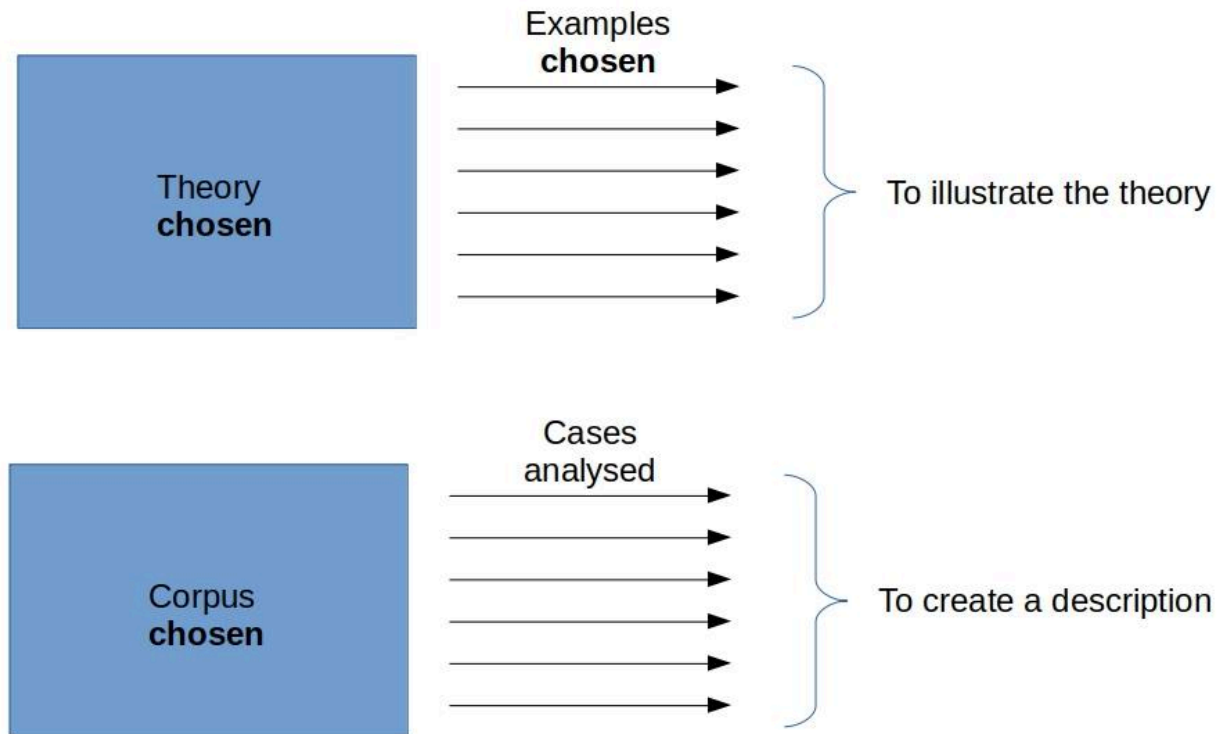 Examples
chosen
Theory
chosen
To illustrate the theory
Cases
analysed
Corpus
chosen
To create a description